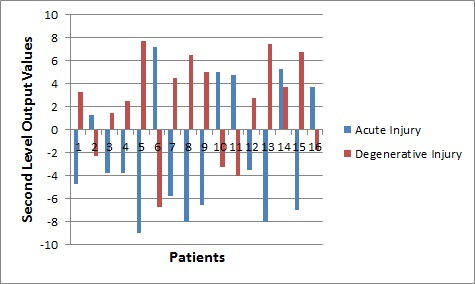 10
8
6
4
2
0
-2
-4
-6
-8
-10
Second Level Output Values
1 2 3 4 5 6 7 8 9 10 11 12 13 14 15 16
Patients
Acute Injury
Degenerative Injury